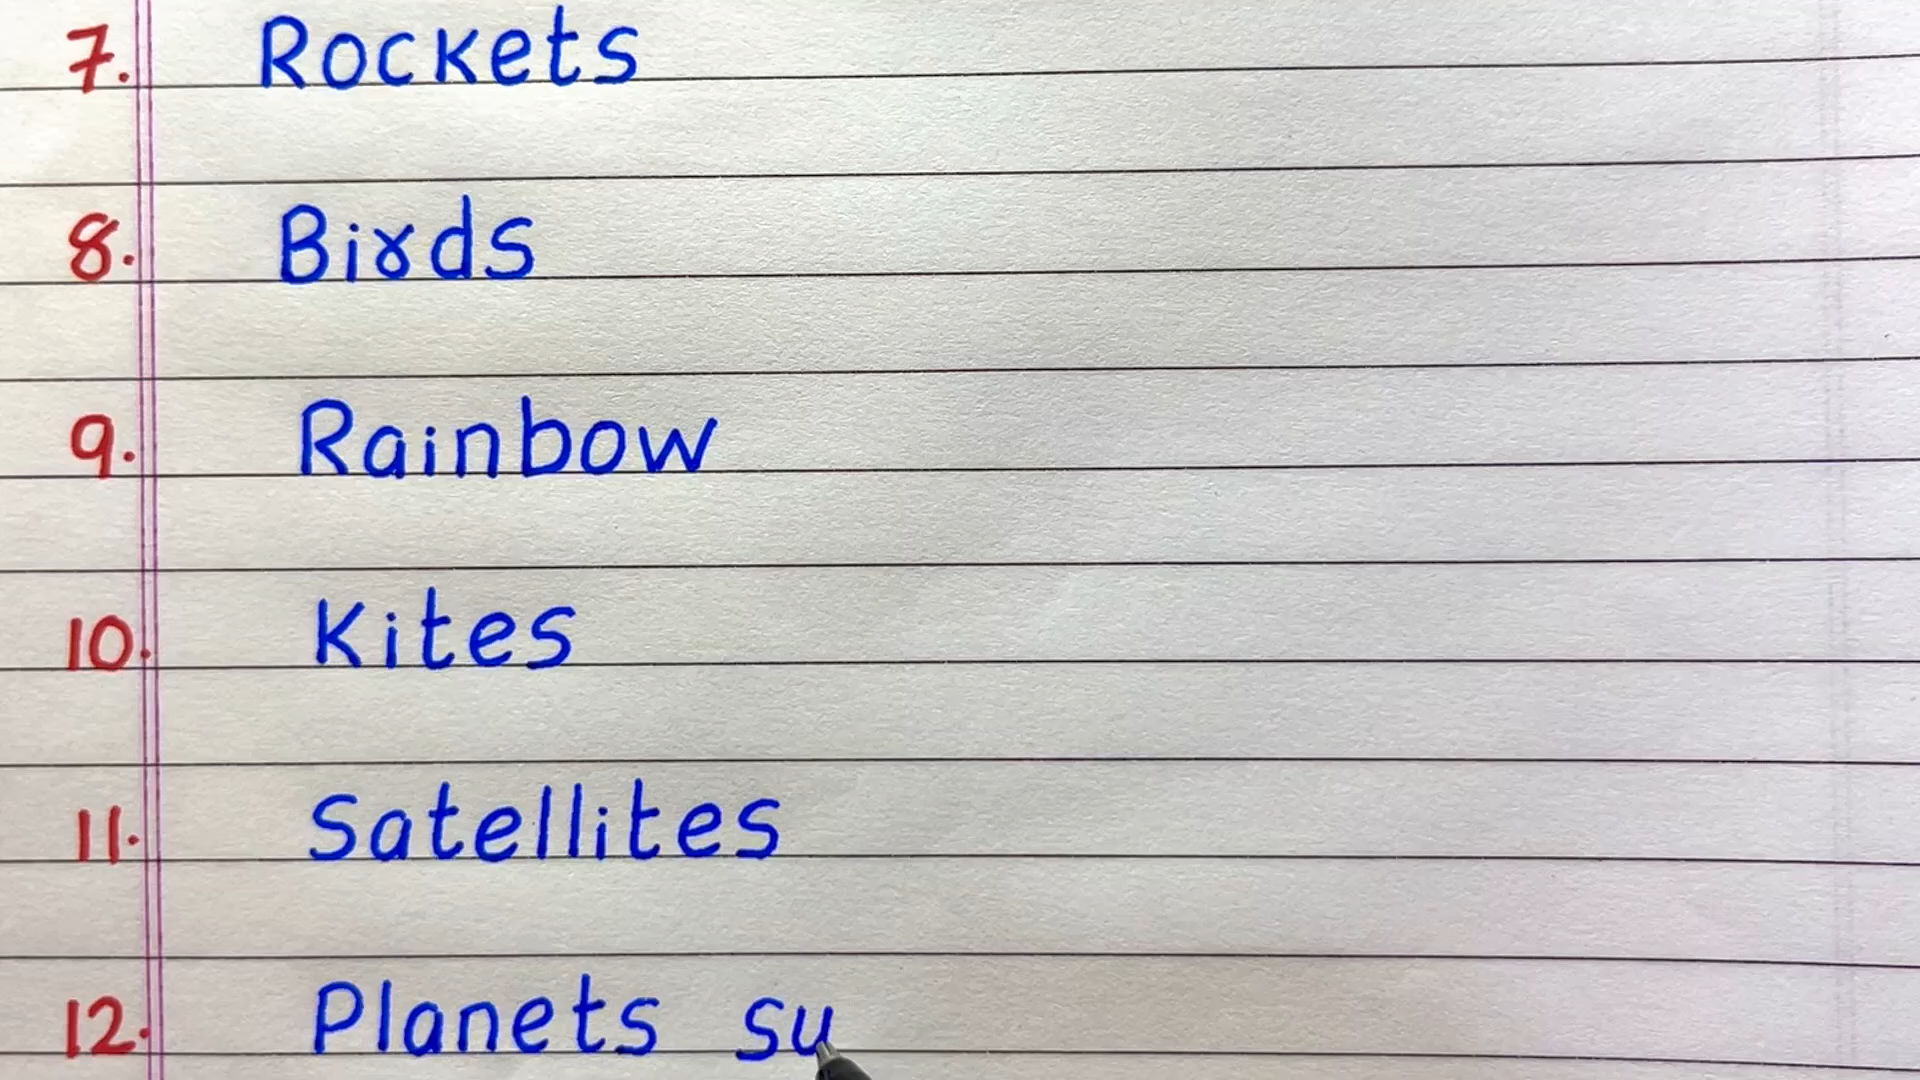 7. Rockets
8. Birds
9. Rainbow
10. Kites
11. Satellites
12. Planets su